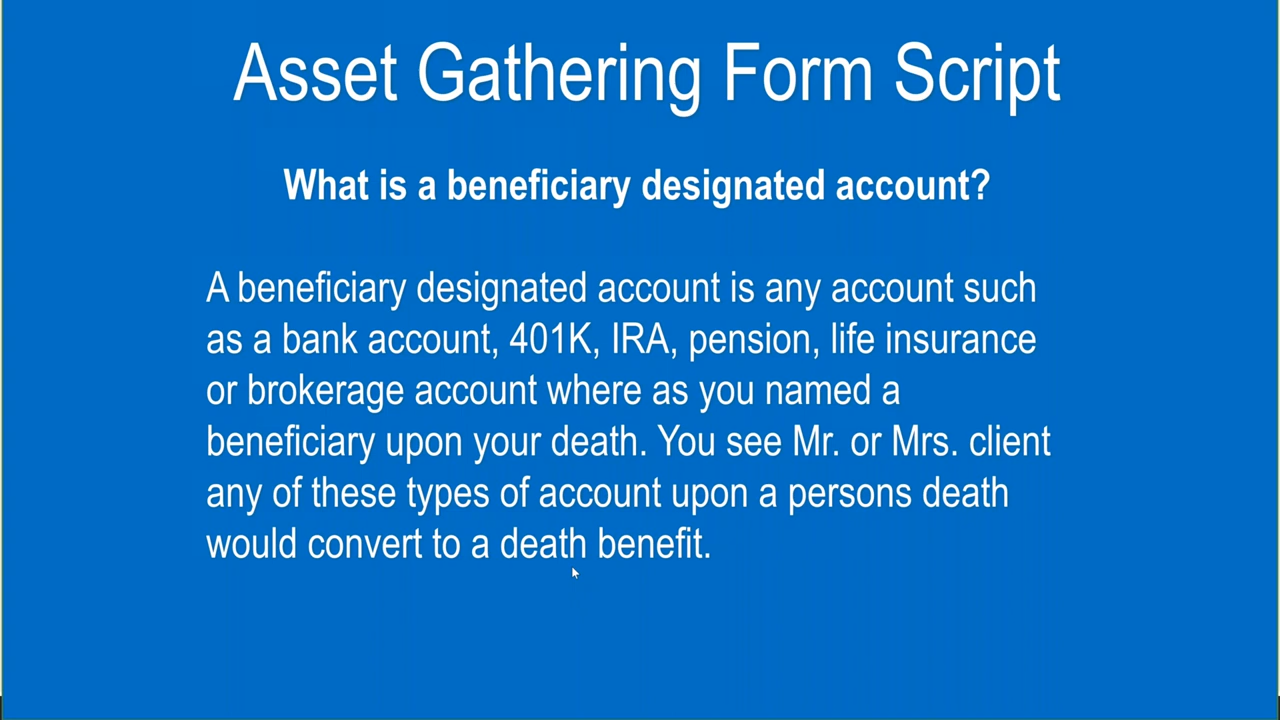 Asset Gathering Form Script
What is a beneficiary designated account?
A beneficiary designated account is any account such
as a bank account, 401K, IRA, pension, life insurance
or brokerage account where as you named a
beneficiary upon your death. You see Mr. or Mrs. client
any of these types of account upon a persons death
would convert to a death benefit.